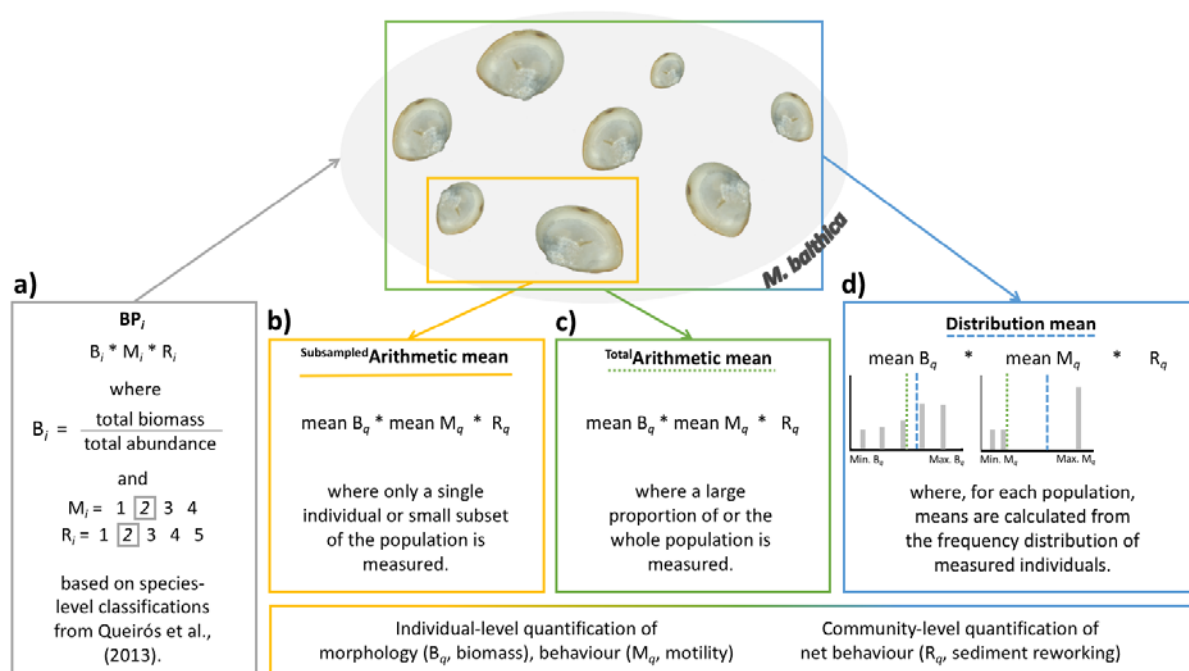 M. balthica
a)
BPi
Bi * Mi * Ri
where
Bi = total biomass
total abundance
and
Mi = 1 2 3 4
Ri = 1 2 3 4 5
based on species-
level classifications
from Queirós et al.,
(2013).
b)
Subsampled Arithmetic mean
mean Bq * mean Mq * Rq
where only a single
individual or small subset
of the population is
measured.
c)
Total Arithmetic mean
mean Bq * mean Mq * Rq
where a large
proportion of or the
whole population is
measured.
d)
Distribution mean
mean Bq * mean Mq * Rq
Min. Bq Max. Bq Min. Mq Max. Mq
where, for each population,
means are calculated from
the frequency distribution of
measured individuals.
Individual-level quantification of
morphology (Bq, biomass), behaviour (Mq, motility)
Community-level quantification of
net behaviour (Rq, sediment reworking)